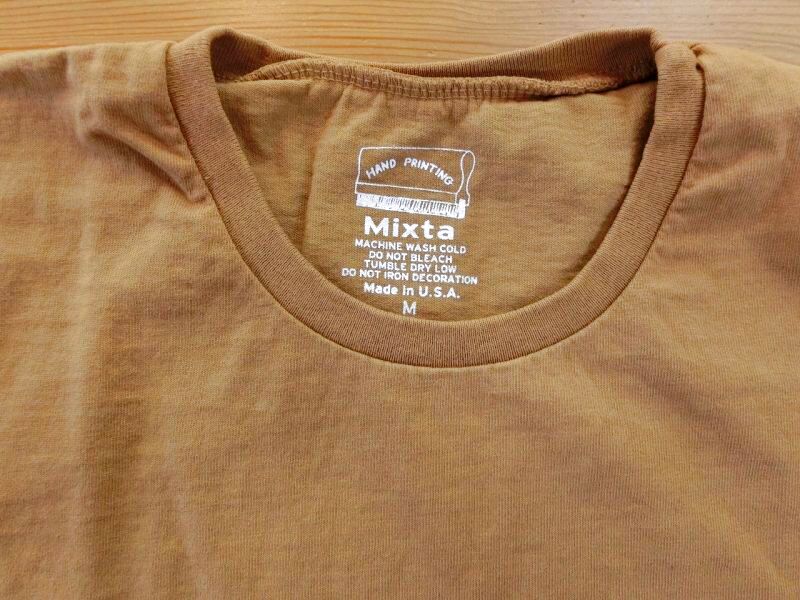 HAND PRINTING
Mixta
MACHINE WASH COLD
DO NOT BLEACH
TUMBLE DRY LOW
DO NOT IRON DECORATION
Made in U.S.A.
M